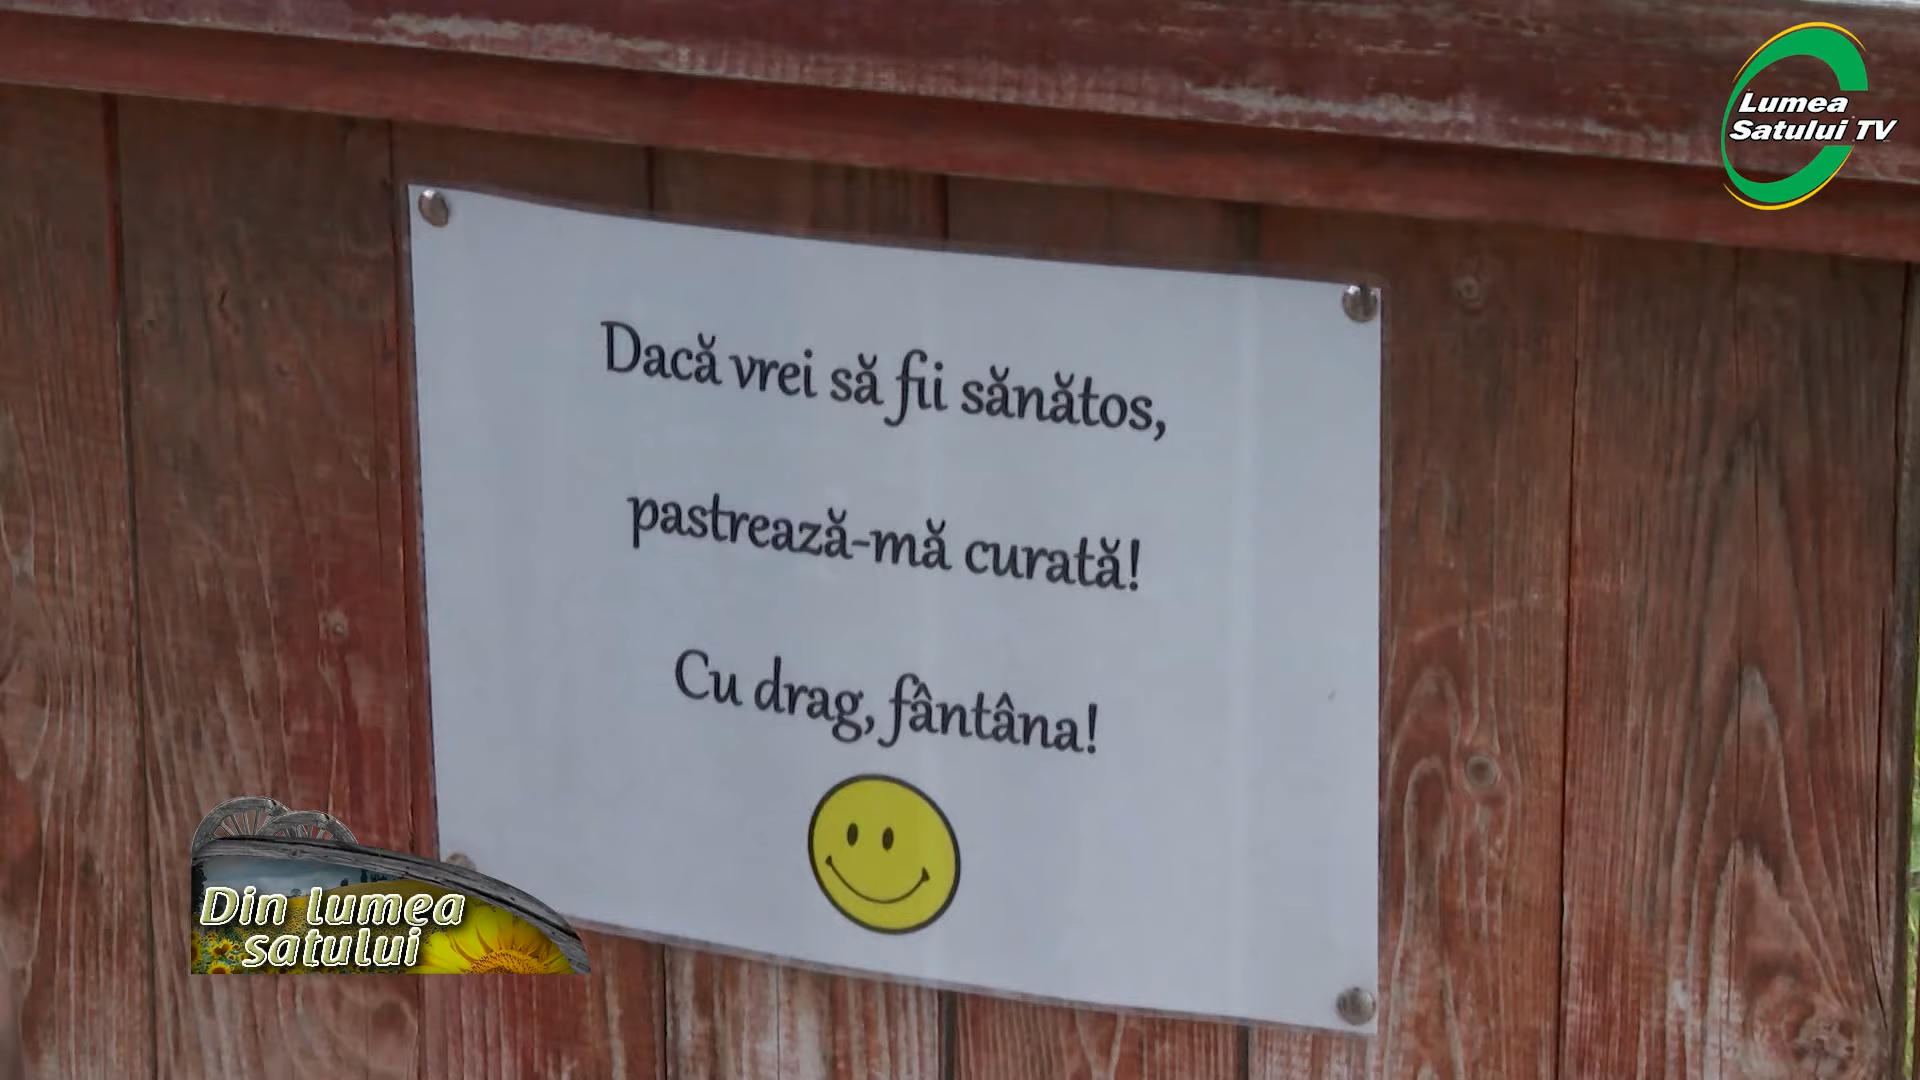 Lumea
Satului TV
Dacă vrei să fii sănătos,
pastrează-mă curată!
Cu drag, fântâna!
Din lumea
satului